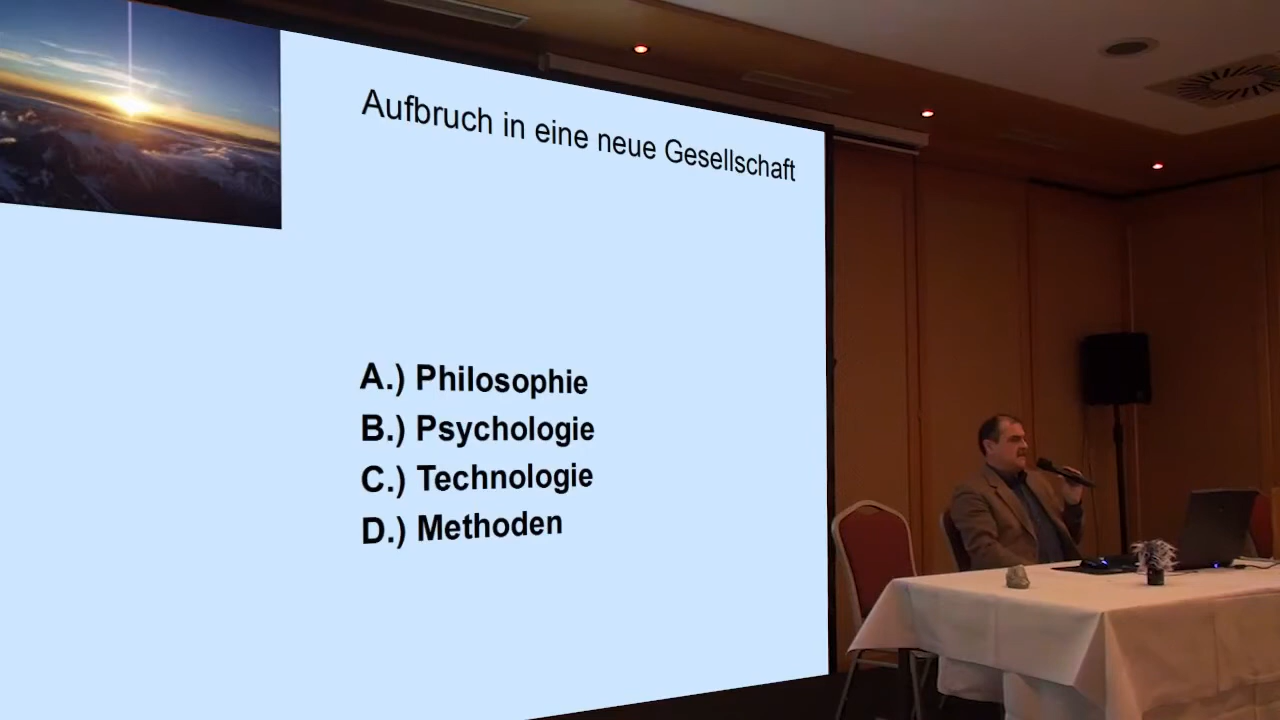 Aufbruch in eine neue Gesellschaft
A.) Philosophie
B.) Psychologie
C.) Technologie
D.) Methoden